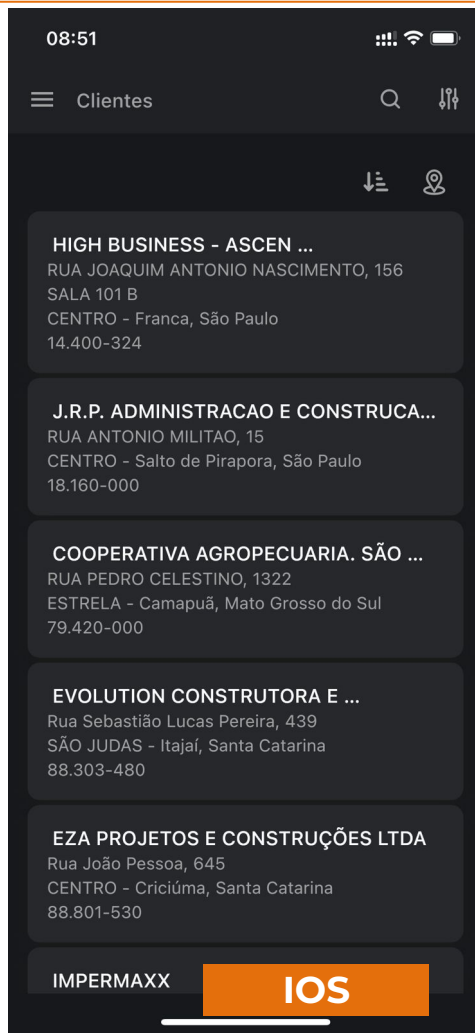 08:51
Clientes
HIGH BUSINESS - ASCEN ...
RUA JOAQUIM ANTONIO NASCIMENTO, 156
SALA 101 B
CENTRO - Franca, São Paulo
14.400-324
J.R.P. ADMINISTRACAO E CONSTRUCA...
RUA ANTONIO MILITAO, 15
CENTRO - Salto de Pirapora, São Paulo
18.160-000
COOPERATIVA AGROPECUARIA. SÃO ...
RUA PEDRO CELESTINO, 1322
ESTRELA - Camapuã, Mato Grosso do Sul
79.420-000
EVOLUTION CONSTRUTORA E ...
Rua Sebastião Lucas Pereira, 439
SÃO JUDAS - Itajaí, Santa Catarina
88.303-480
EZA PROJETOS E CONSTRUÇÕES LTDA
Rua João Pessoa, 645
CENTRO - Criciúma, Santa Catarina
88.801-530
IMPERMAXX
IOS